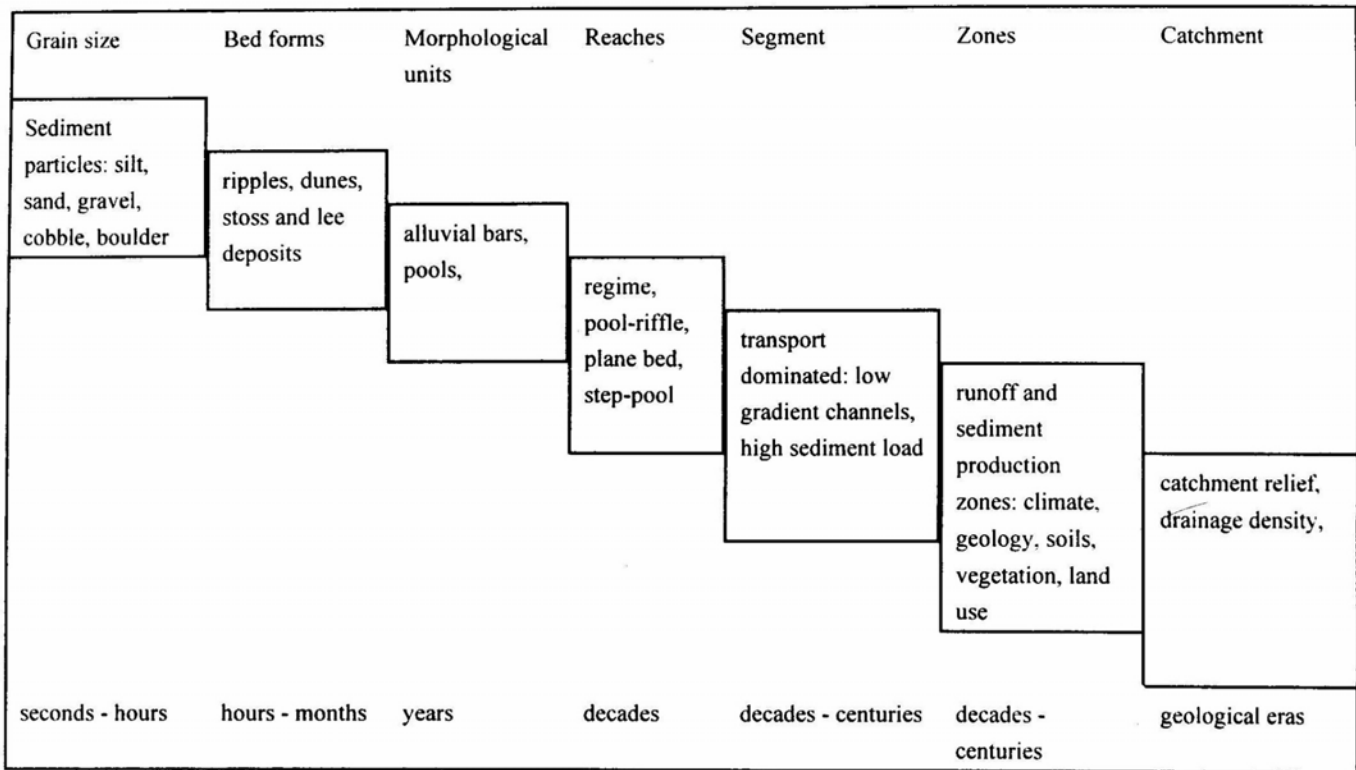 Grain size
Bed forms
Morphological
units
Reaches
Segment
Zones
Catchment
Sediment
particles: silt,
sand, gravel,
cobble, boulder
ripples, dunes,
stoss and lee
deposits
alluvial bars,
pools,
regime,
pool-riffle,
plane bed,
step-pool
transport
dominated: low
gradient channels,
high sediment load
runoff and
sediment
production
zones: climate,
geology, soils,
vegetation, land
use
catchment relief,
drainage density,
seconds - hours
hours - months
years
decades
decades - centuries
decades -
centuries
geological eras